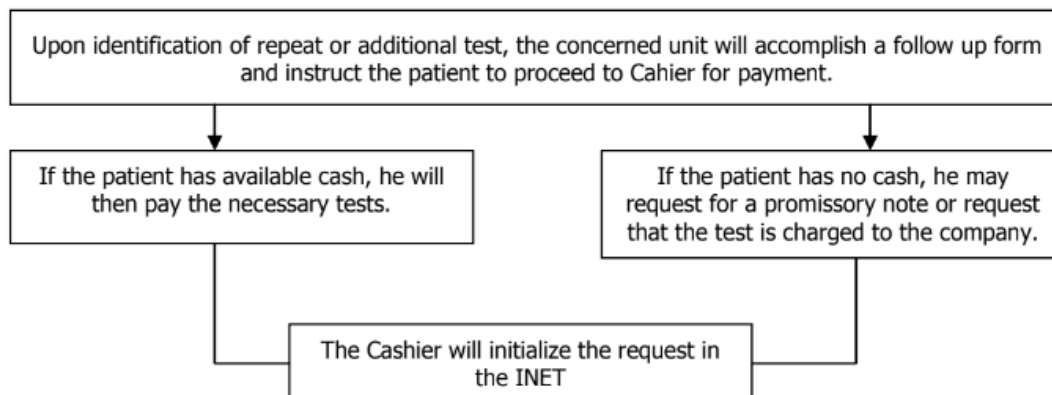 Upon identification of repeat or additional test, the concerned unit will accomplish a follow up form
and instruct the patient to proceed to Cahier for payment.
If the patient has available cash, he will
then pay the necessary tests.
If the patient has no cash, he may
request for a promissory note or request
that the test is charged to the company.
The Cashier will initialize the request in
the INET